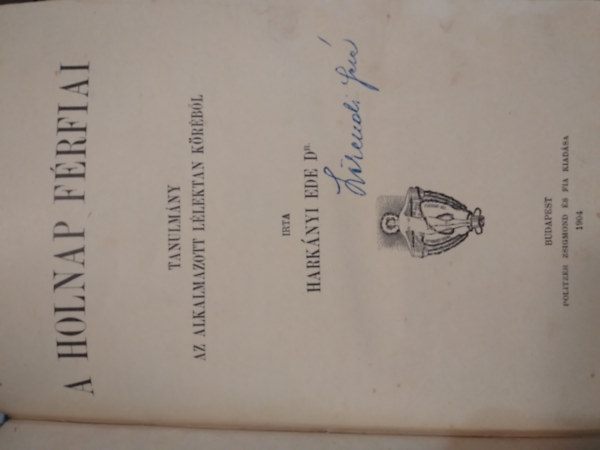 A HOLNAP FÉRFIAI
TANULMÁNY
AZ ALKALMAZOTT LÉLEKTAN KÖRÉBŐL
IRTA
HARKÁNYI EDE DR.
BUDAPEST
POLITZER ZSIGMOND ÉS FIA KIADÁSA
1904